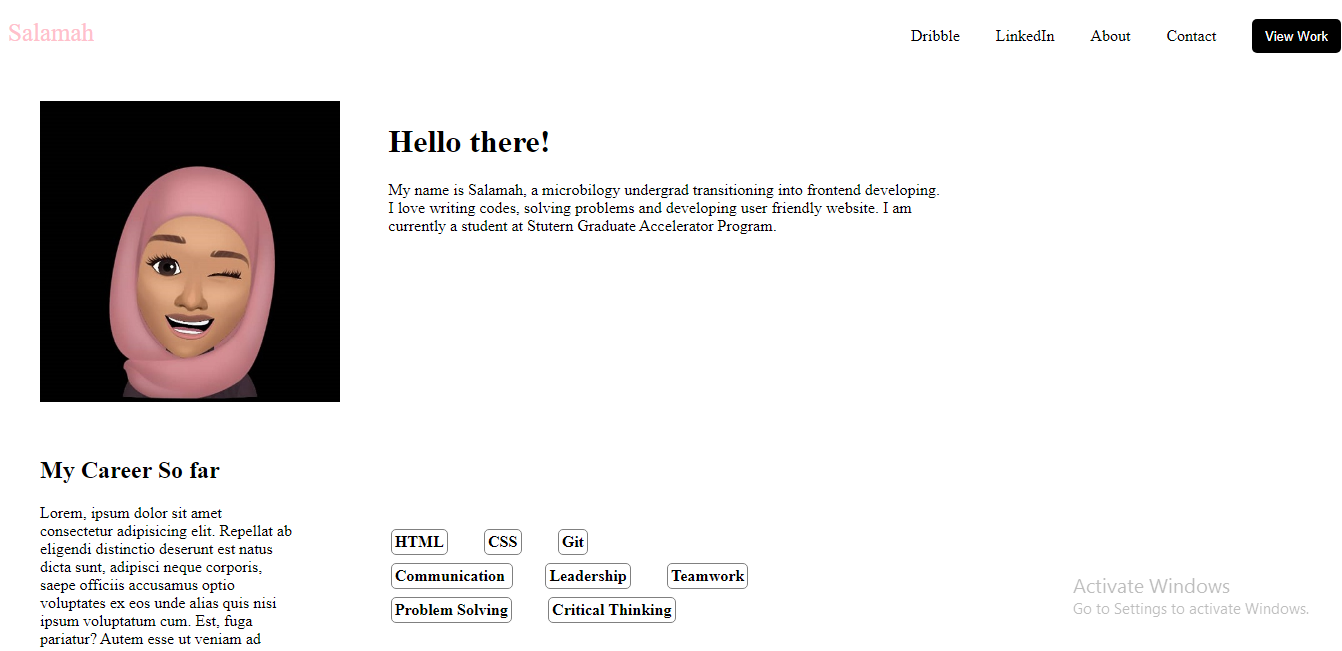 Salamah
Dribble LinkedIn About Contact View Work
Hello there!
My name is Salamah, a microbilogy undergrad transitioning into frontend developing.
I love writing codes, solving problems and developing user friendly website. I am
currently a student at Stutern Graduate Accelerator Program.
My Career So far
Lorem, ipsum dolor sit amet
consectetur adipisicing elit. Repellat ab
eligendi distinctio deserunt est natus
dicta sunt, adipisci neque corporis,
saepe officiis accusamus optio
voluptates ex eos unde alias quis nisi
ipsum voluptatum cum. Est, fuga
pariatur? Autem esse ut veniam ad
HTML CSS Git
Communication Leadership Teamwork
Problem Solving Critical Thinking
Activate Windows
Go to Settings to activate Windows.